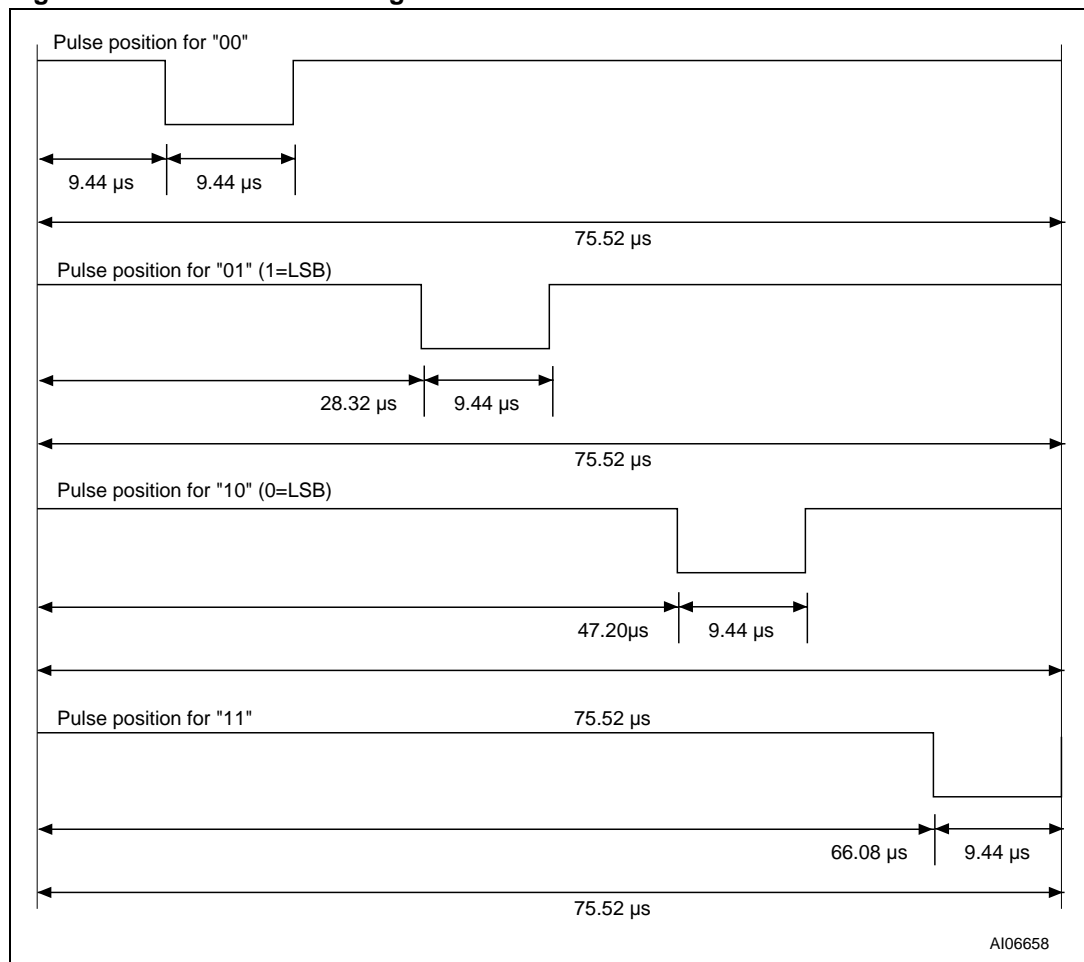 Pulse position for "00"
9.44 µs 9.44 µs
75.52 µs
Pulse position for "01" (1=LSB)
28.32 µs 9.44 µs
75.52 µs
Pulse position for "10" (0=LSB)
47.20µs 9.44 µs
Pulse position for "11" 75.52 µs
66.08 µs 9.44 µs
75.52 µs
AI06658